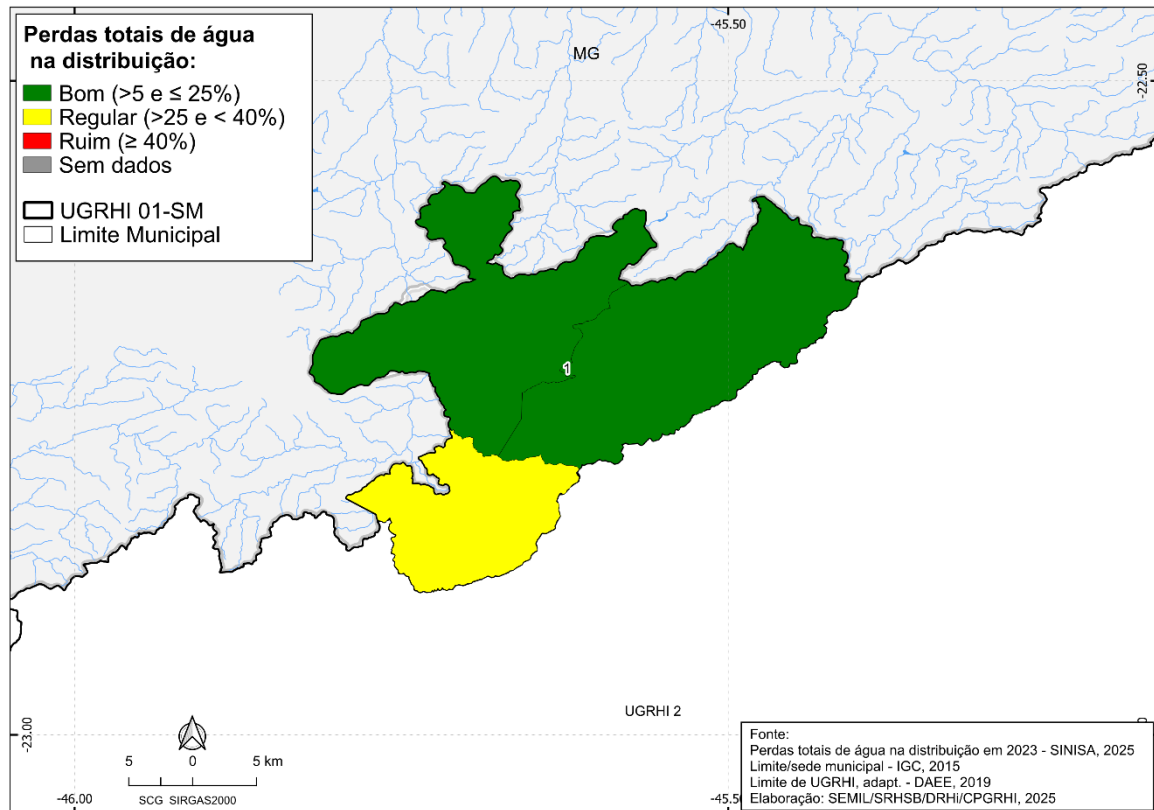 Perdas totais de água
na distribuição:
Bom (>5 e ≤ 25%)
Regular (>25 e < 40%)
Ruim (≥ 40%)
Sem dados
UGRHI 01-SM
Limite Municipal
-45.50
MG
-22.50
1
UGRHI 2
-23.00
5 0 5 km
SCG SIRGAS2000
-46.00
-45.50
Fonte:
Perdas totais de água na distribuição em 2023 - SINISA, 2025
Limite/sede municipal - IGC, 2015
Limite de UGRHI, adapt. - DAEE, 2019
Elaboração: SEMIL/SRHSB/DRHi/CPGRHI, 2025